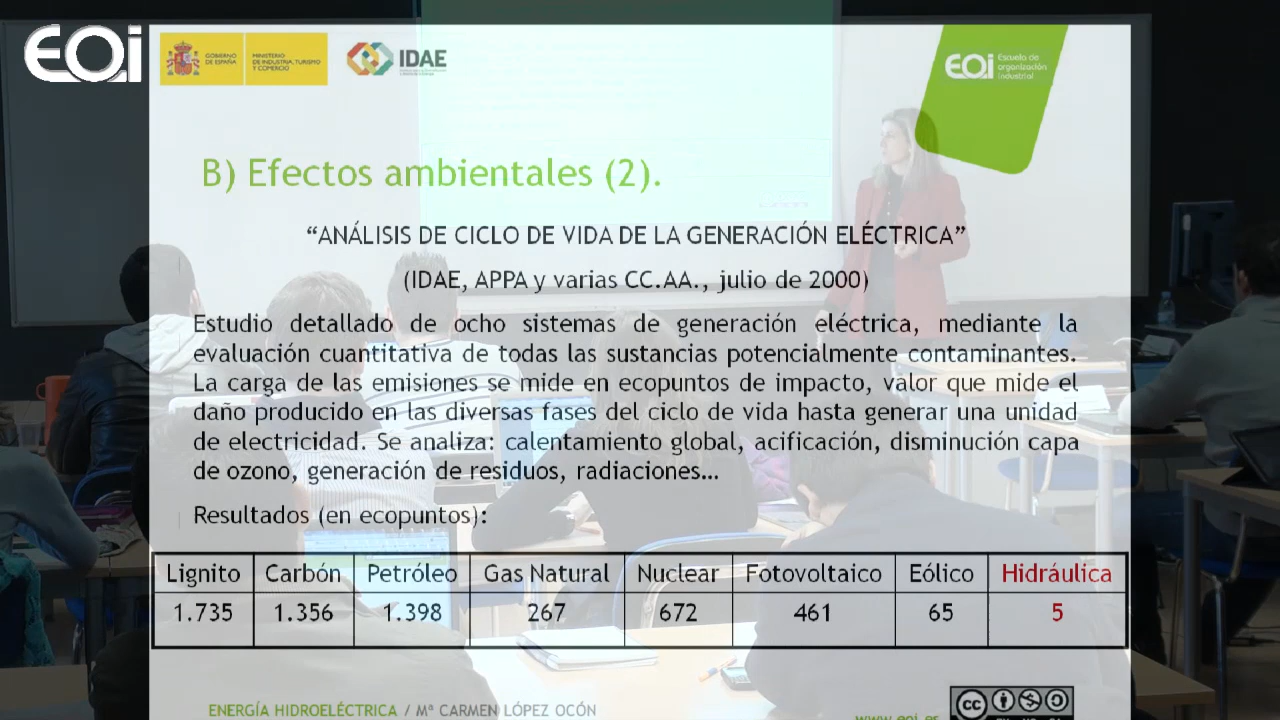 EOi
GOBIERNO DE ESPAÑA
MINISTERIO DE INDUSTRIA, TURISMO Y COMERCIO
IDAE
EOi
Escuela de organización industrial
B) Efectos ambientales (2).
“ANÁLISIS DE CICLO DE VIDA DE LA GENERACIÓN ELÉCTRICA”
(IDAE, APPA y varias CC.AA., julio de 2000)
Estudio detallado de ocho sistemas de generación eléctrica, mediante la
evaluación cuantitativa de todas las sustancias potencialmente contaminantes.
La carga de las emisiones se mide en ecopuntos de impacto, valor que mide el
daño producido en las diversas fases del ciclo de vida hasta generar una unidad
de electricidad. Se analiza: calentamiento global, acificación, disminución capa
de ozono, generación de residuos, radiaciones…
Resultados (en ecopuntos):
Lignito Carbón Petróleo Gas Natural Nuclear Fotovoltaico Eólico Hidráulica
1.735 1.356 1.398 267 672 461 65 5
ENERGÍA HIDROELÉCTRICA / Mª CARMEN LÓPEZ OCÓN
www.eoi.es
cc